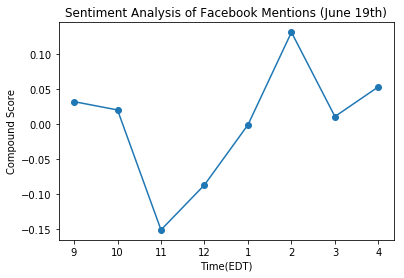 Sentiment Analysis of Facebook Mentions (June 19th)
Compound Score
0.10
0.05
0.00
−0.05
−0.10
−0.15
9 10 11 12 1 2 3 4
Time(EDT)